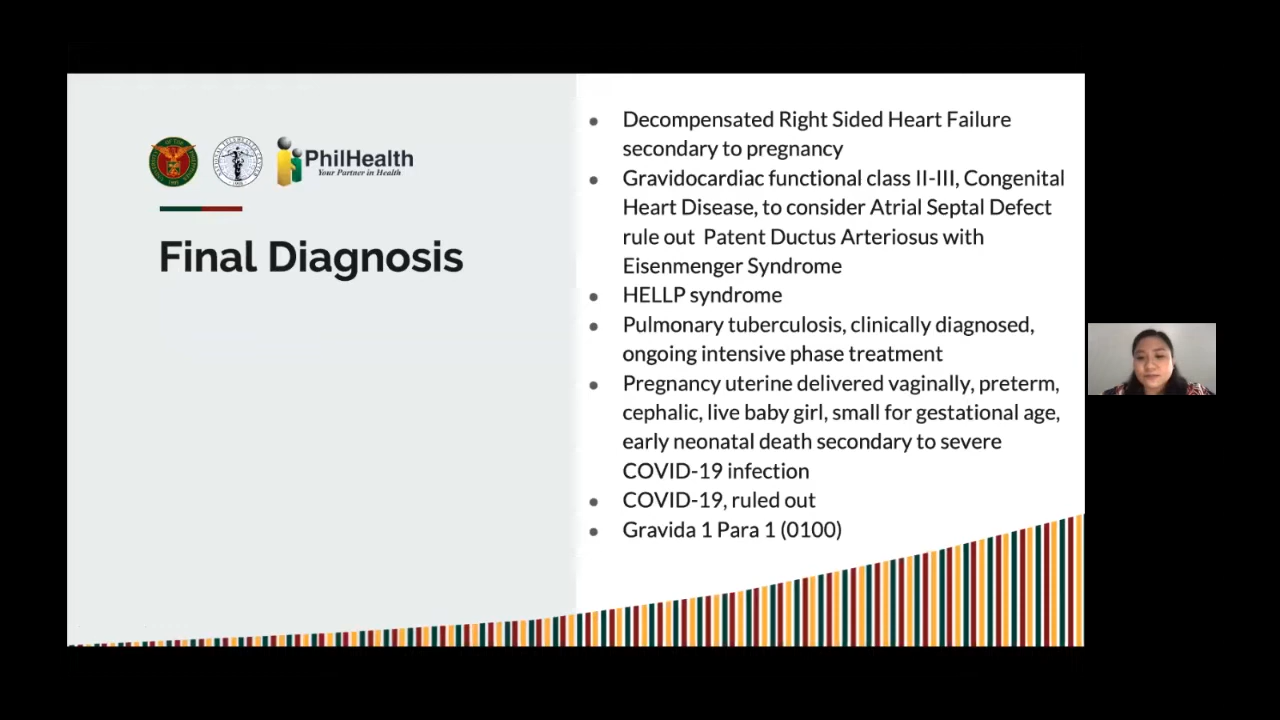 PhilHealth
Your Partner in Health
Final Diagnosis
Decompensated Right Sided Heart Failure
secondary to pregnancy
Gravidocardiac functional class II-III, Congenital
Heart Disease, to consider Atrial Septal Defect
rule out Patent Ductus Arteriosus with
Eisenmenger Syndrome
HELLP syndrome
Pulmonary tuberculosis, clinically diagnosed,
ongoing intensive phase treatment
Pregnancy uterine delivered vaginally, preterm,
cephalic, live baby girl, small for gestational age,
early neonatal death secondary to severe
COVID-19 infection
COVID-19, ruled out
Gravida 1 Para 1 (0100)